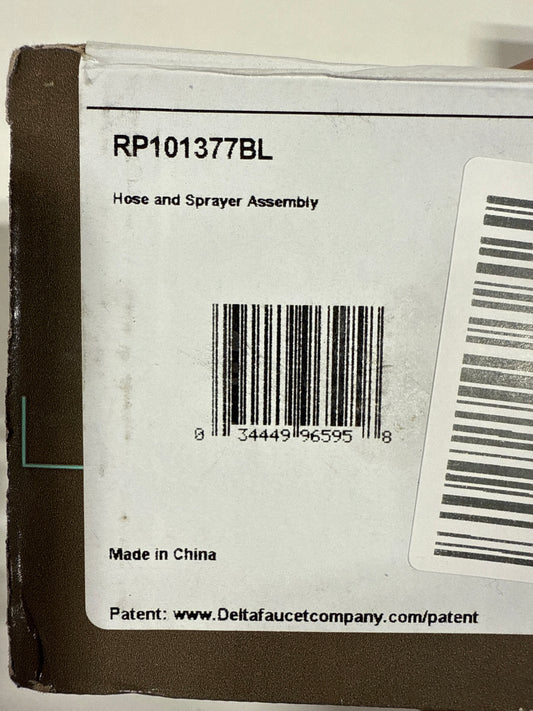 RP101377BL
Hose and Sprayer Assembly
0 34449 96595 8
Made in China
Patent: www.Deltafaucetcompany.com/patent